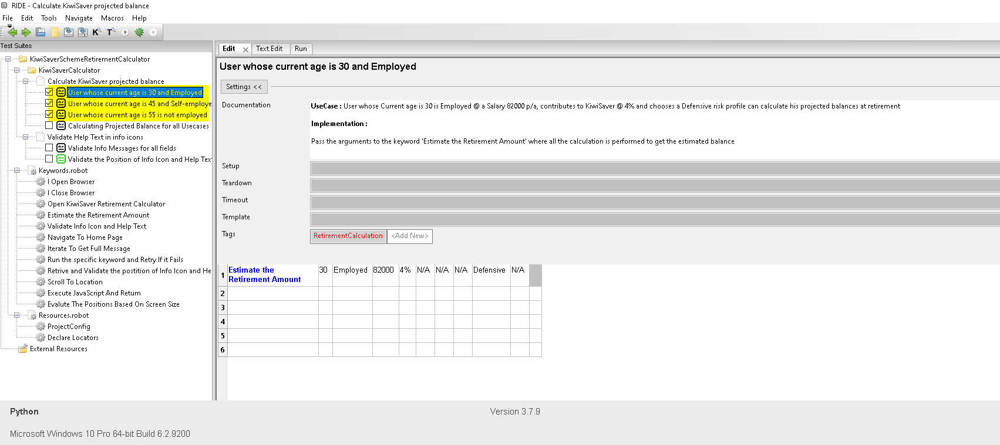 RIDE - Calculate KiwiSaver projected balance
File Edit Tools Navigate Macros Help
K T
Test Suites
KiwiSaverSchemeRetirementCalculator
KiwiSaverCalculator
Calculate KiwiSaver projected balance
User whose current age is 30 and Employed
User whose current age is 45 and Self-employe
User whose current age is 55 is not employed
Calculating Projected Balance for all Usecases
Validate Help Text in info icons
Validate Info Messages for all fields
Validate the Position of Info Icon and Help Tex
Keywords.robot
I Open Browser
I Close Browser
Open KiwiSaver Retirement Calculator
Estimate the Retirement Amount
Validate Info Icon and Help Text
Navigate To Home Page
Iterate To Get Full Message
Run the specific keyword and Retry If it Fails
Retrive and Validate the postition of Info Icon and He
Scroll To Location
Execute JavaScript And Return
Evalute The Positions Based On Screen Size
Resources.robot
ProjectConfig
Declare Locators
External Resources
Edit Text Edit Run
User whose current age is 30 and Employed
Settings <<
Documentation
UseCase : User whose Current age is 30 is Employed @ a Salary 82000 p/a, contributes to KiwiSaver @ 4% and chooses a Defensive risk profile can calculate his projected balances at retirement
Implementation :
Pass the arguments to the keyword 'Estimate the Retirement Amount' where all the calculation is performed to get the estimated balance
Setup
Teardown
Timeout
Template
Tags RetirementCalculation <Add New>
1 Estimate the 30 Employed 82000 4% N/A N/A N/A Defensive N/A
Retirement Amount
2
3
4
5
6
Python Version 3.7.9
Microsoft Windows 10 Pro 64-bit Build 6.2.9200